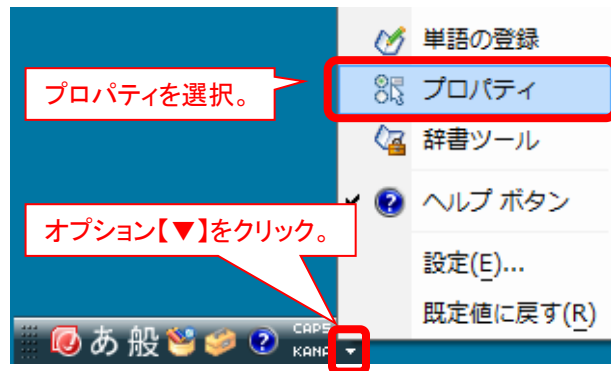 単語の登録
プロパティを選択。
プロパティ
辞書ツール
ヘルプ ボタン
オプション【▼】をクリック。
設定(E)...
既定値に戻す(R)
あ 般
CAPS
KANA